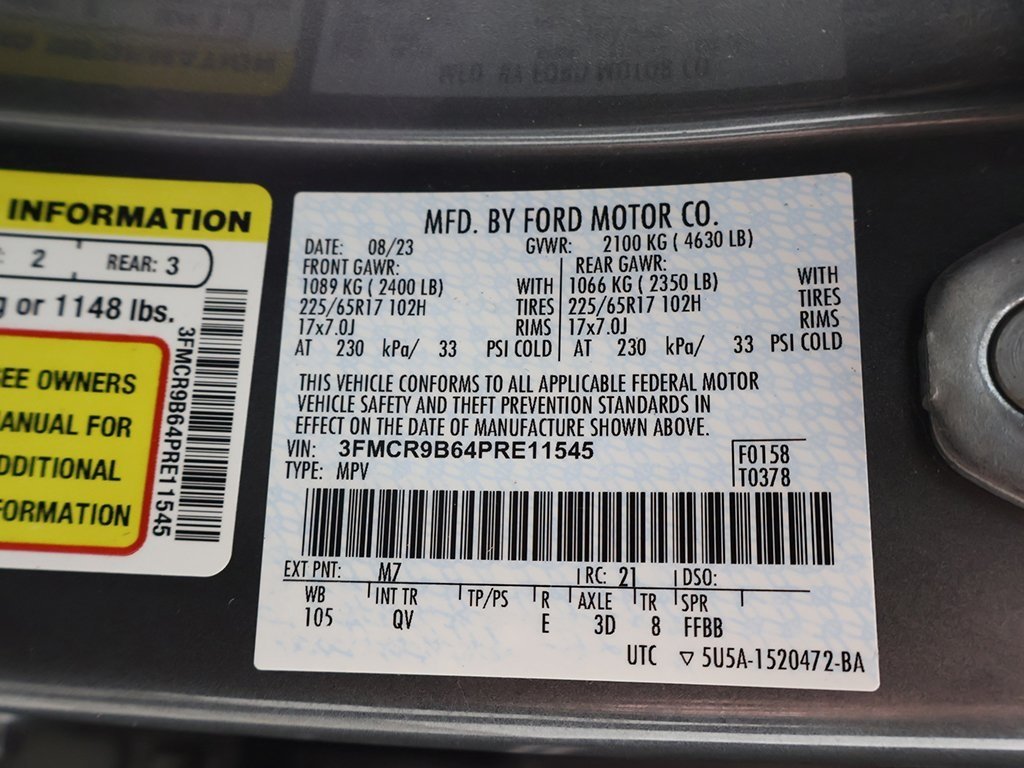 INFORMATION
2 REAR: 3
g or 1148 lbs.
SEE OWNERS
MANUAL FOR
ADDITIONAL
FORMATION
3FMCR9B64PRE11545
MFD. BY FORD MOTOR CO.
DATE: 08/23 GVWR: 2100 KG ( 4630 LB)
FRONT GAWR: REAR GAWR:
1089 KG ( 2400 LB) WITH 1066 KG ( 2350 LB) WITH
225/65R17 102H TIRES 225/65R17 102H TIRES
17x7.0J RIMS 17x7.0J RIMS
AT 230 kPa/ 33 PSI COLD AT 230 kPa/ 33 PSI COLD
THIS VEHICLE CONFORMS TO ALL APPLICABLE FEDERAL MOTOR
VEHICLE SAFETY AND THEFT PREVENTION STANDARDS IN
EFFECT ON THE DATE OF MANUFACTURE SHOWN ABOVE.
VIN: 3FMCR9B64PRE11545 F0158
TYPE: MPV T0378
EXT PNT: M7 RC: 21 DSO:
WB INT TR TP/PS R AXLE TR SPR
105 QV E 3D 8 FFBB
UTC ▽ 5U5A-1520472-BA